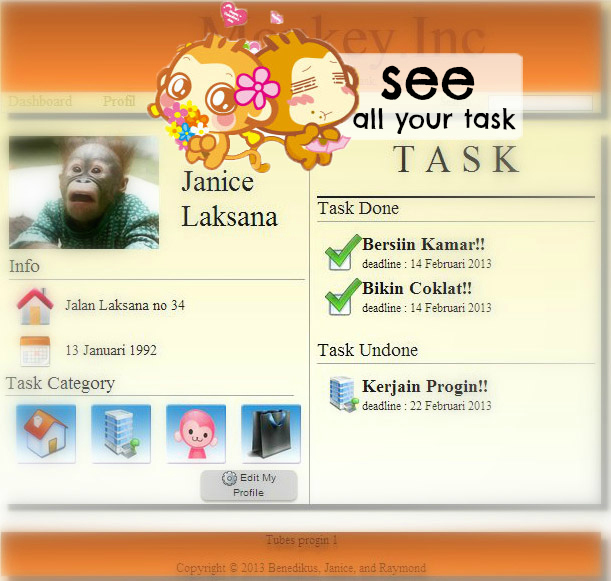 Monkey Inc
Dashboard Profil
see
all your task
TASK
Janice
Laksana
Info
Jalan Laksana no 34
13 Januari 1992
Task Category
Edit My
Profile
Task Done
Bersiin Kamar!!
deadline : 14 Februari 2013
Bikin Coklat!!
deadline : 14 Februari 2013
Task Undone
Kerjain Progin!!
deadline : 22 Februari 2013
Tubes progin 1
Copyright © 2013 Benedikus, Janice, and Raymond